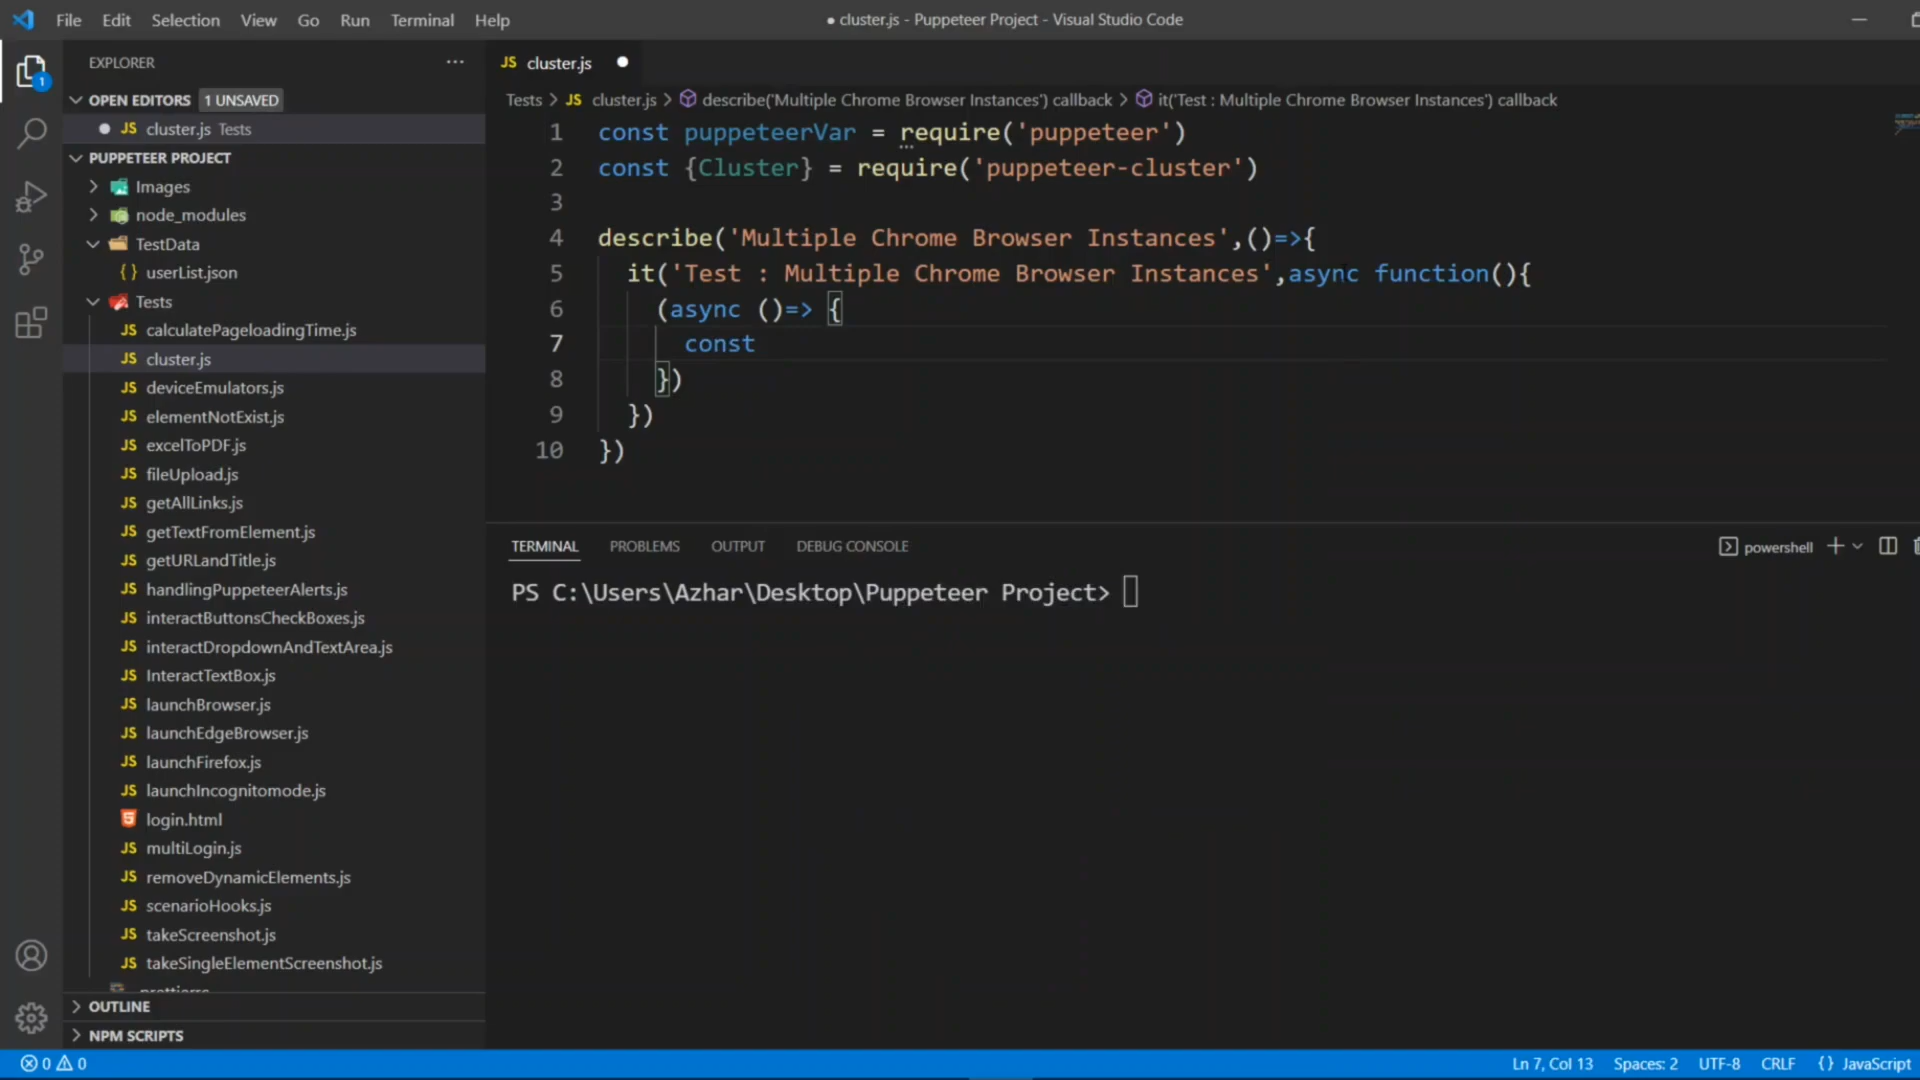 File Edit Selection View Go Run Terminal Help
● cluster.js - Puppeteer Project - Visual Studio Code
EXPLORER
1
OPEN EDITORS 1 UNSAVED
JS cluster.js Tests
PUPPETEER PROJECT
Images
node_modules
TestData
{} userList.json
Tests
JS calculatePageloadingTime.js
JS cluster.js
JS deviceEmulators.js
JS elementNotExist.js
JS excelToPDF.js
JS fileUpload.js
JS getAllLinks.js
JS getTextFromElement.js
JS getURLandTitle.js
JS handlingPuppeteerAlerts.js
JS interactButtonsCheckBoxes.js
JS interactDropdownAndTextArea.js
JS InteractTextBox.js
JS launchBrowser.js
JS launchEdgeBrowser.js
JS launchFirefox.js
JS launchIncognitomode.js
5 login.html
JS multiLogin.js
JS removeDynamicElements.js
JS scenarioHooks.js
JS takeScreenshot.js
JS takeSingleElementScreenshot.js
OUTLINE
NPM SCRIPTS
JS cluster.js
Tests > JS cluster.js > describe('Multiple Chrome Browser Instances') callback > it('Test : Multiple Chrome Browser Instances') callback
1 const puppeteerVar = require('puppeteer')
2 const {Cluster} = require('puppeteer-cluster')
3
4 describe('Multiple Chrome Browser Instances',()=>{
5 it('Test : Multiple Chrome Browser Instances',async function(){
6 (async ()=> {
7 const
8 })
9 })
10 })
TERMINAL PROBLEMS OUTPUT DEBUG CONSOLE
powershell
PS C:\Users\Azhar\Desktop\Puppeteer Project>
0 0
Ln 7, Col 13 Spaces: 2 UTF-8 CRLF {} JavaScript